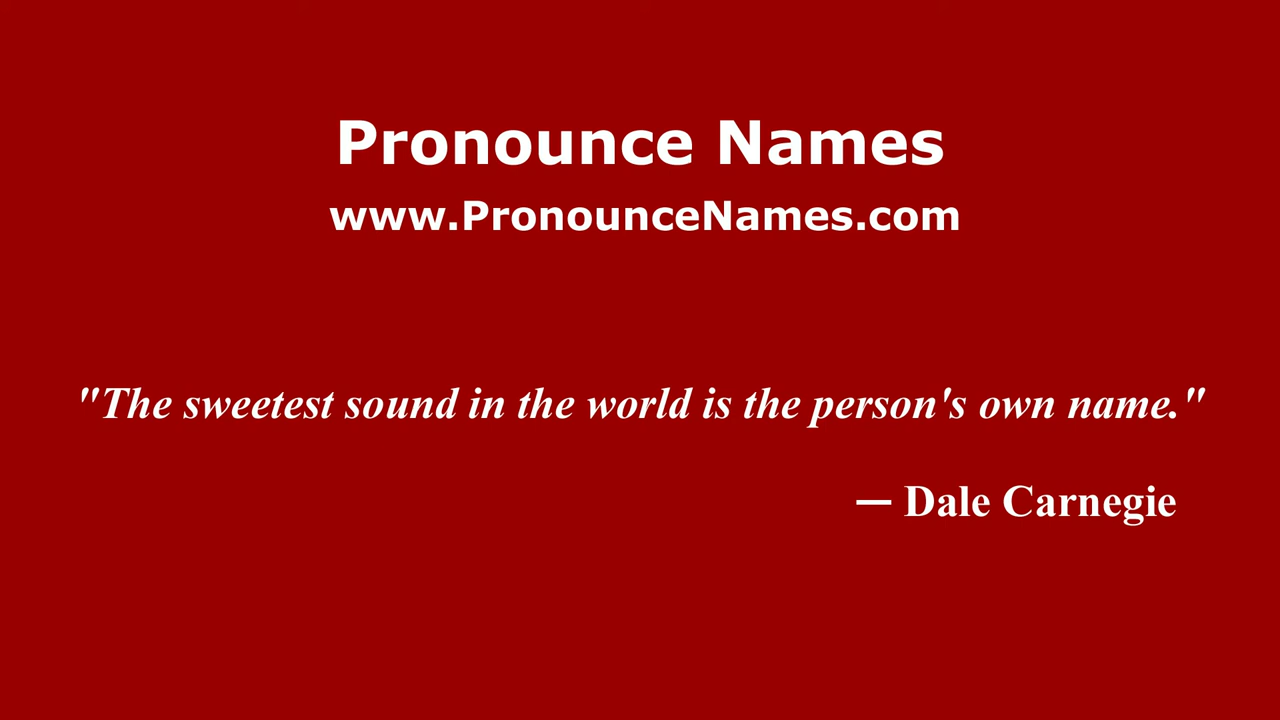 Pronounce Names
www.PronounceNames.com
"The sweetest sound in the world is the person's own name."
— Dale Carnegie